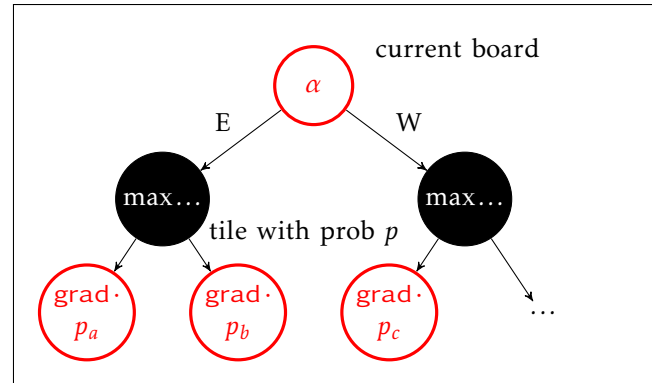 current board
α
E
W
max...
max...
tile with prob p
grad·
p_a
grad·
p_b
grad·
p_c
...